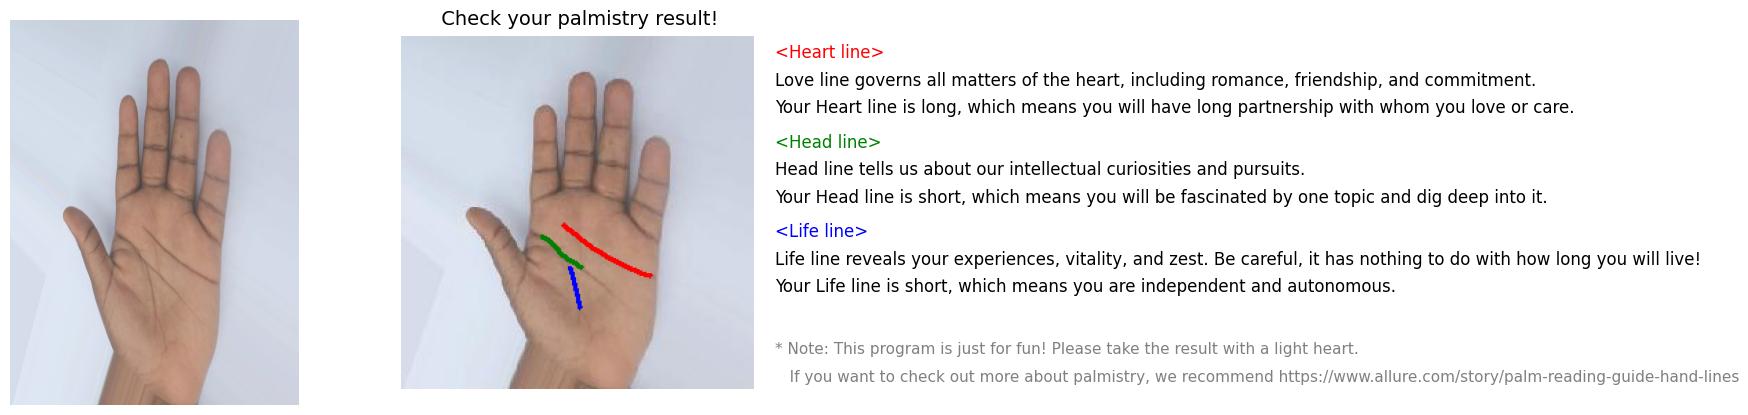 Check your palmistry result!
<Heart line>
Love line governs all matters of the heart, including romance, friendship, and commitment.
Your Heart line is long, which means you will have long partnership with whom you love or care.
<Head line>
Head line tells us about our intellectual curiosities and pursuits.
Your Head line is short, which means you will be fascinated by one topic and dig deep into it.
<Life line>
Life line reveals your experiences, vitality, and zest. Be careful, it has nothing to do with how long you will live!
Your Life line is short, which means you are independent and autonomous.
* Note: This program is just for fun! Please take the result with a light heart.
If you want to check out more about palmistry, we recommend https://www.allure.com/story/palm-reading-guide-hand-lines